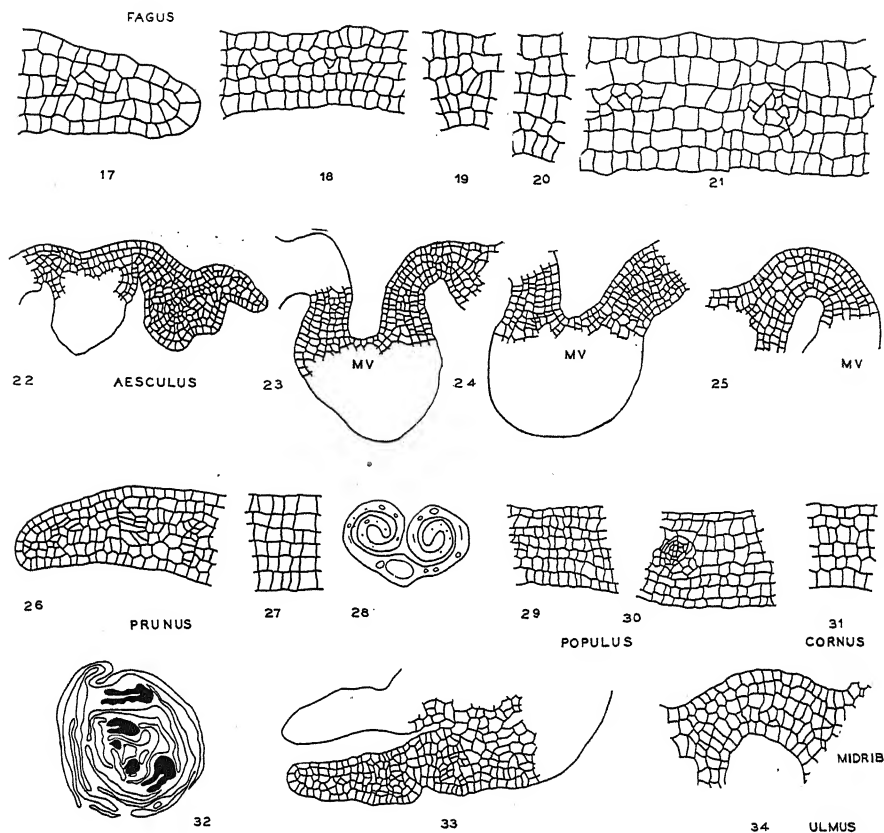 FAGUS
17 18 19 20 21
MV MV MV
22 AESCULUS 23 24 25
26 PRUNUS 27 28 29 30 31
POPULUS CORNUS
MIDRIB
32 33 34 ULMUS